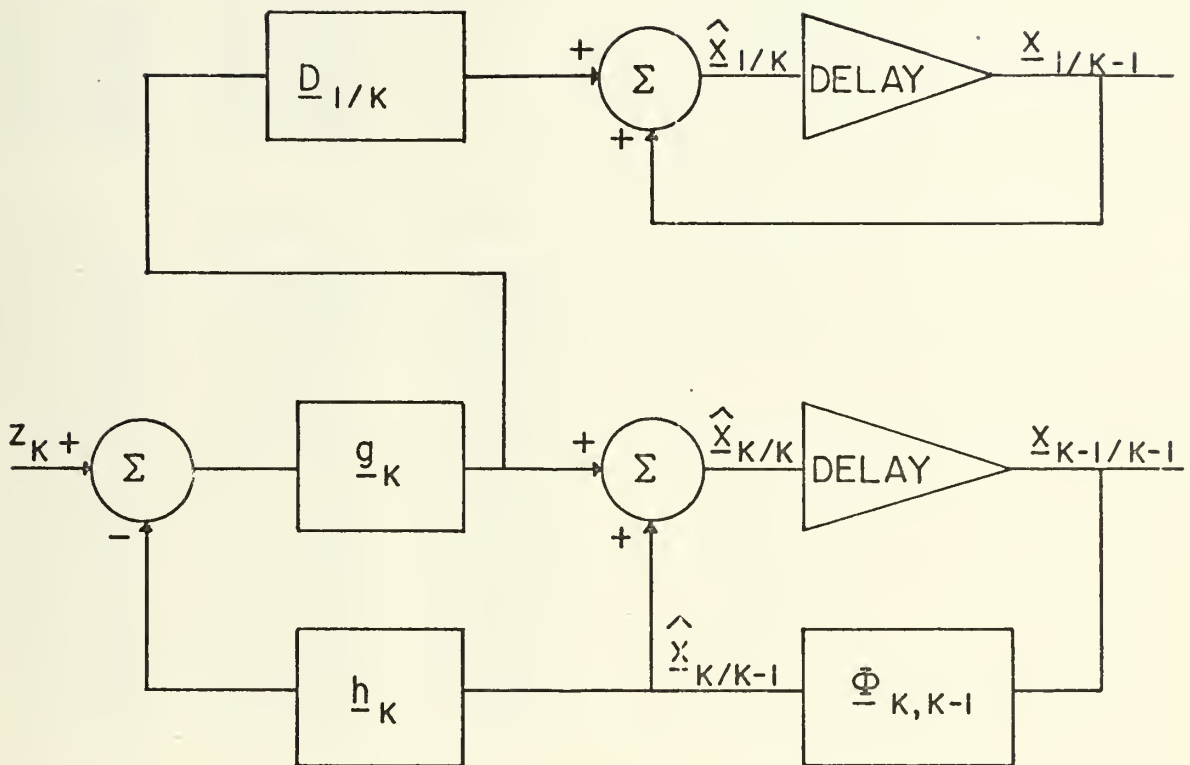 D 1/K
+
Σ
+
X̂ 1/K
DELAY
X 1/K-1
z K +
Σ
-
g K
+
Σ
+
X̂ K/K
DELAY
X K-1/K-1
h K
X̂ K/K-1
Φ K,K-1